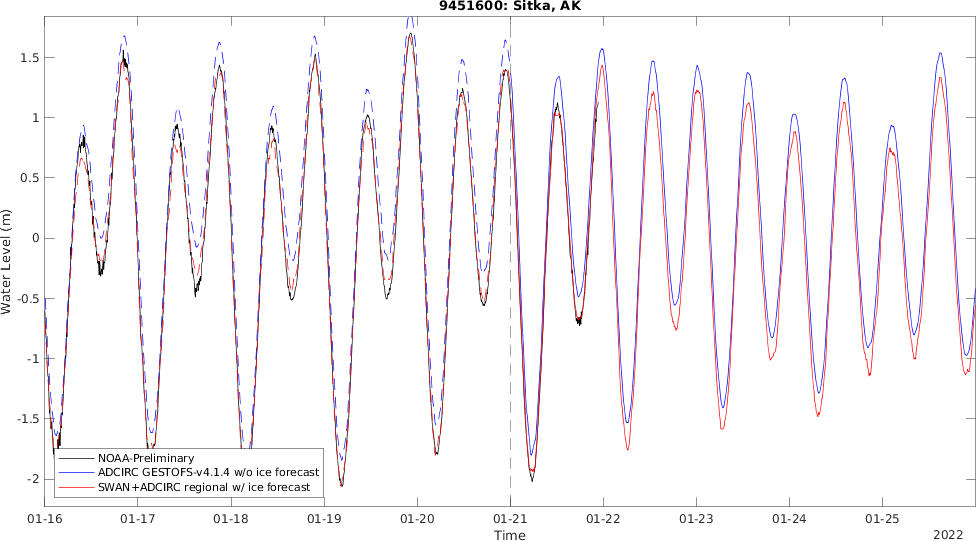 9451600: Sitka, AK
Water Level (m)
1.5
1
0.5
0
-0.5
-1
-1.5
-2
NOAA-Preliminary
ADCIRC GESTOFS-v4.1.4 w/o ice forecast
SWAN+ADCIRC regional w/ ice forecast
01-16 01-17 01-18 01-19 01-20 01-21 01-22 01-23 01-24 01-25
Time
2022